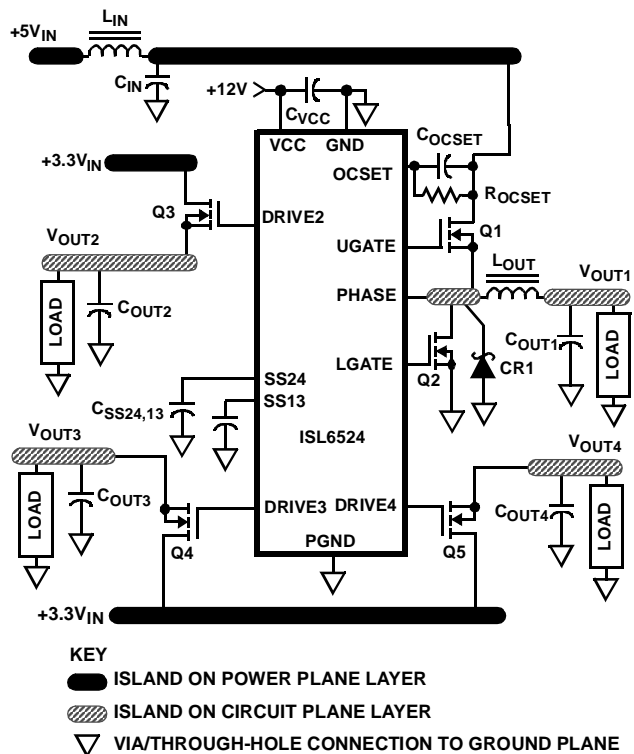 +5VIN
LIN
CIN
+12V
CVCC
VCC
GND
COCSET
OCSET
ROCSET
+3.3VIN
Q3
DRIVE2
VOUT2
LOAD
COUT2
UGATE
Q1
PHASE
LOUT
VOUT1
COUT1
LOAD
LGATE
Q2
CR1
SS24
SS13
CSS24,13
ISL6524
VOUT3
LOAD
COUT3
Q4
DRIVE3
DRIVE4
Q5
VOUT4
COUT4
LOAD
PGND
+3.3VIN
KEY
ISLAND ON POWER PLANE LAYER
ISLAND ON CIRCUIT PLANE LAYER
VIA/THROUGH-HOLE CONNECTION TO GROUND PLANE